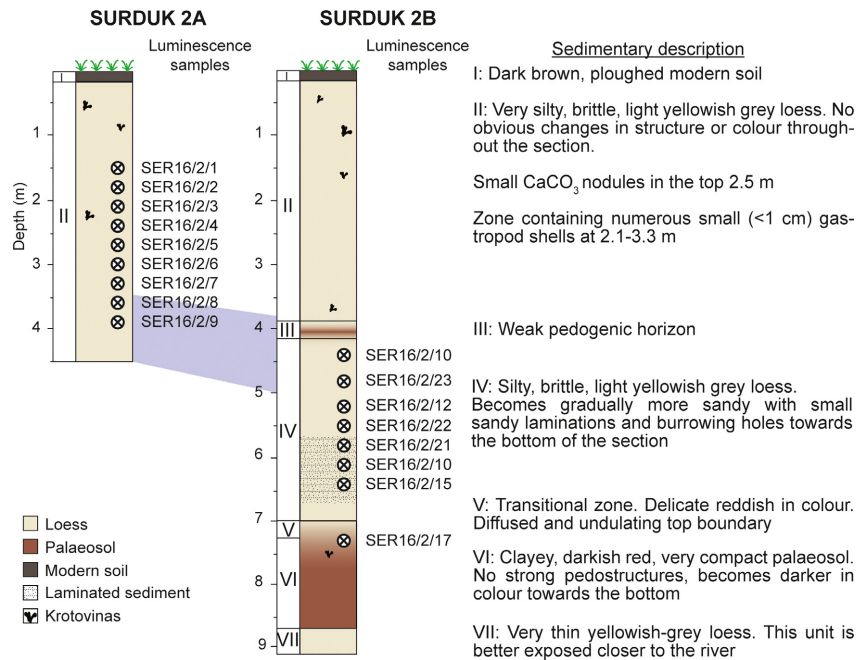 SURDUK 2A
SURDUK 2B
Luminescence
samples
Luminescence
samples
Sedimentary description
I
I
I: Dark brown, ploughed modern soil
II: Very silty, brittle, light yellowish grey loess. No
obvious changes in structure or colour through-
out the section.
Small CaCO3 nodules in the top 2.5 m
Zone containing numerous small (<1 cm) gas-
tropod shells at 2.1-3.3 m
III: Weak pedogenic horizon
IV: Silty, brittle, light yellowish grey loess.
Becomes gradually more sandy with small
sandy laminations and burrowing holes towards
the bottom of the section
V: Transitional zone. Delicate reddish in colour.
Diffused and undulating top boundary
VI: Clayey, darkish red, very compact palaeosol.
No strong pedostructures, becomes darker in
colour towards the bottom
VII: Very thin yellowish-grey loess. This unit is
better exposed closer to the river
Depth (m)
1
2
3
4
II
SER16/2/1
SER16/2/2
SER16/2/3
SER16/2/4
SER16/2/5
SER16/2/6
SER16/2/7
SER16/2/8
SER16/2/9
1
2
3
4
5
6
7
8
9
II
III
IV
V
VI
VII
SER16/2/10
SER16/2/23
SER16/2/12
SER16/2/22
SER16/2/21
SER16/2/10
SER16/2/15
SER16/2/17
Loess
Palaeosol
Modern soil
Laminated sediment
Krotovinas